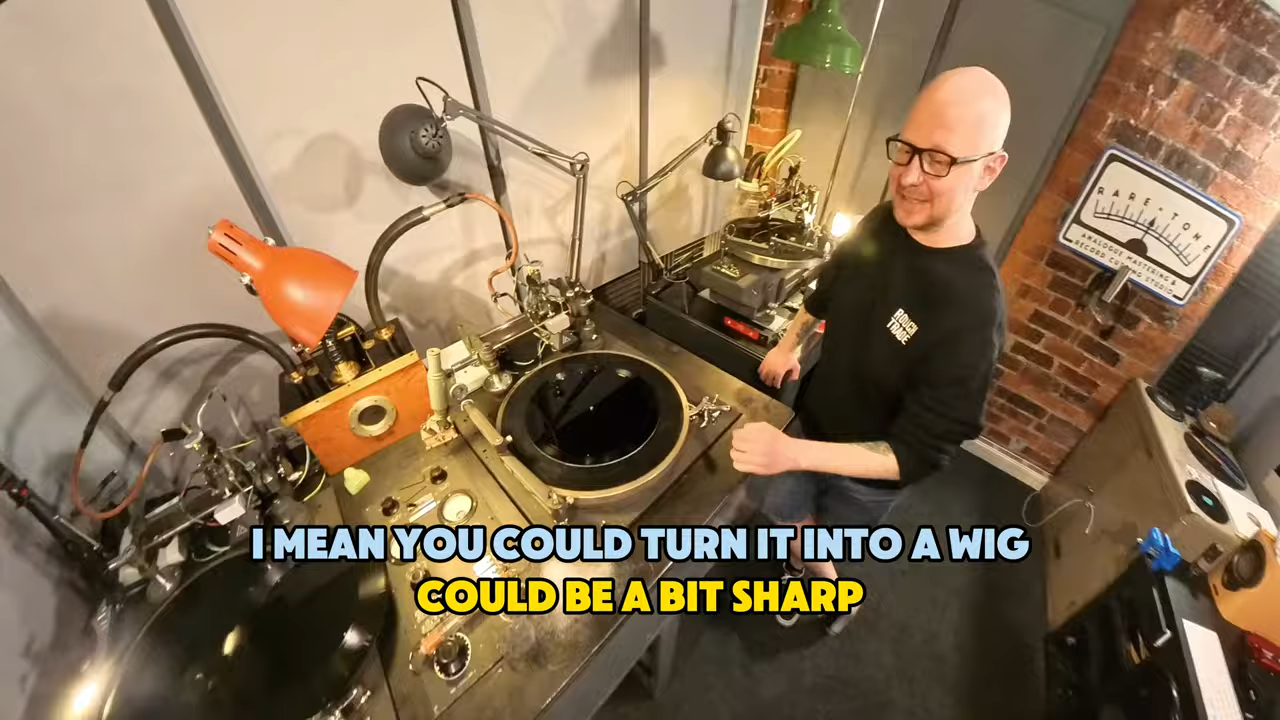 RARE-TONE
ANALOGUE MASTERING &
RECORD CUTTING STUDIO
ROUGH
TRADE
I MEAN YOU COULD TURN IT INTO A WIG
COULD BE A BIT SHARP